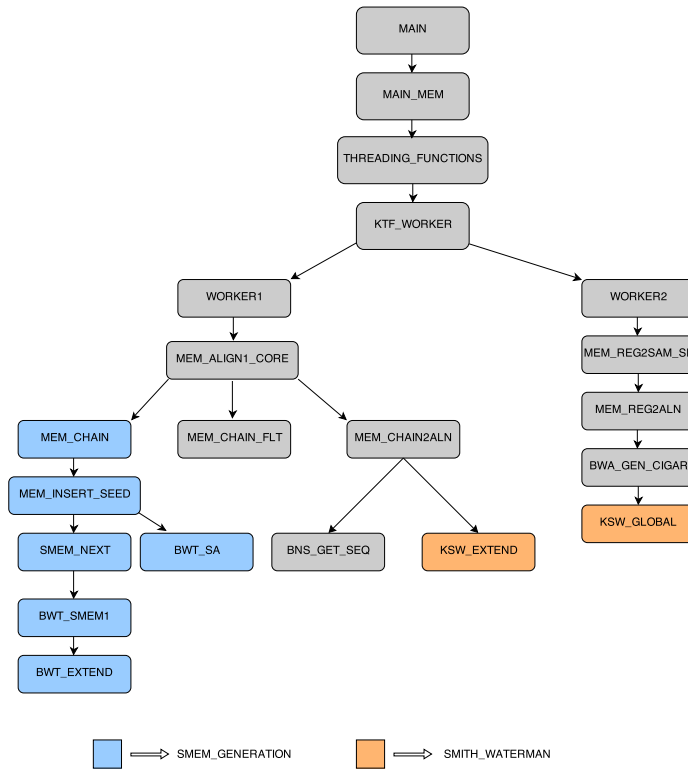 MAIN
MAIN_MEM
THREADING_FUNCTIONS
KTF_WORKER
WORKER1
WORKER2
MEM_ALIGN1_CORE
MEM_REG2SAM_S
MEM_CHAIN
MEM_CHAIN_FLT
MEM_CHAIN2ALN
MEM_REG2ALN
BWA_GEN_CIGAR
MEM_INSERT_SEED
KSW_GLOBAL
SMEM_NEXT
BWT_SA
BNS_GET_SEQ
KSW_EXTEND
BWT_SMEM1
BWT_EXTEND
SMEM_GENERATION
SMITH_WATERMAN